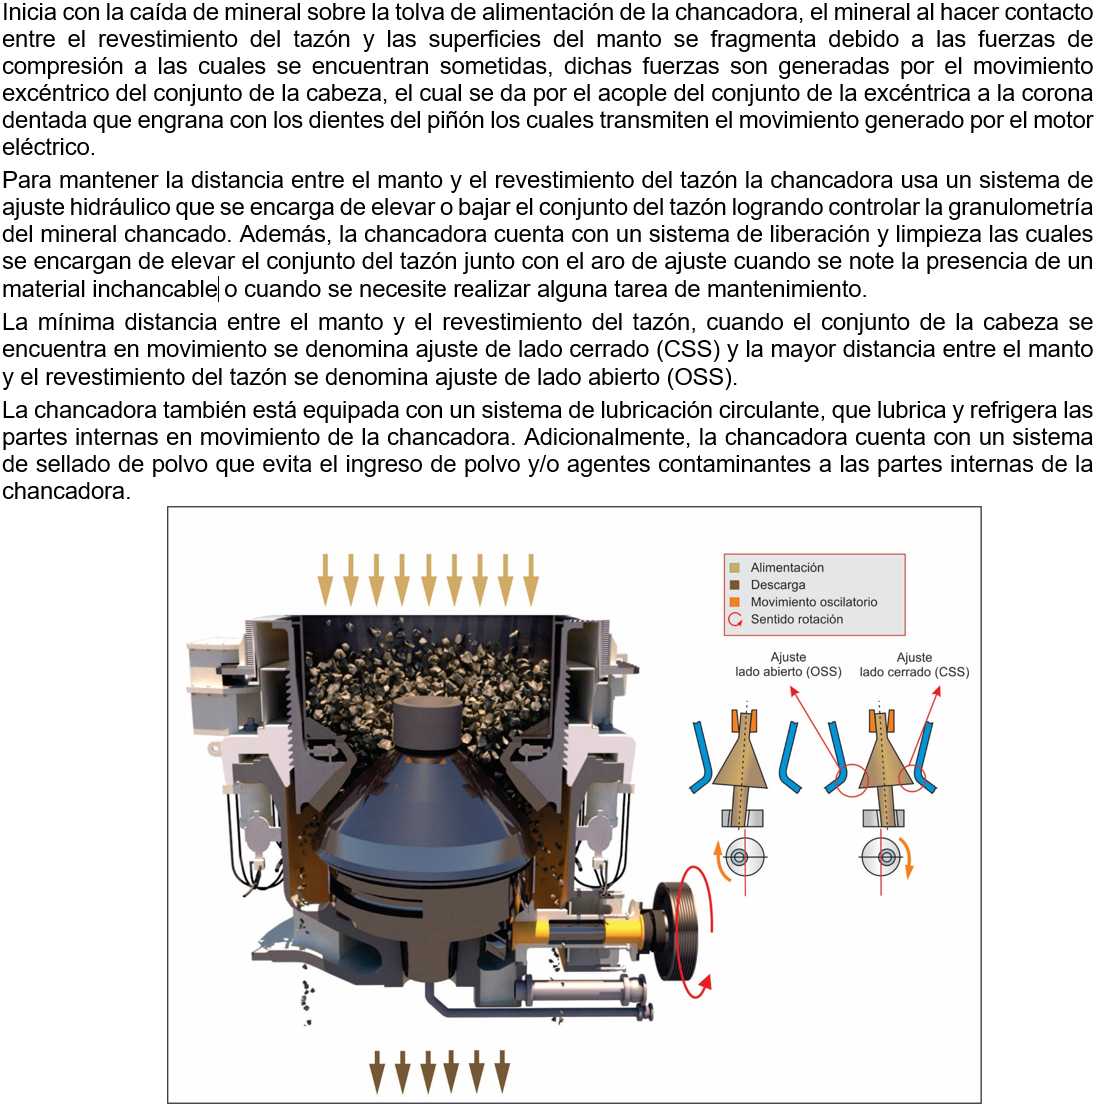 Inicia con la caída de mineral sobre la tolva de alimentación de la chancadora, el mineral al hacer contacto
entre el revestimiento del tazón y las superficies del manto se fragmenta debido a las fuerzas de
compresión a las cuales se encuentran sometidas, dichas fuerzas son generadas por el movimiento
excéntrico del conjunto de la cabeza, el cual se da por el acople del conjunto de la excéntrica a la corona
dentada que engrana con los dientes del piñón los cuales transmiten el movimiento generado por el motor
eléctrico.
Para mantener la distancia entre el manto y el revestimiento del tazón la chancadora usa un sistema de
ajuste hidráulico que se encarga de elevar o bajar el conjunto del tazón logrando controlar la granulometría
del mineral chancado. Además, la chancadora cuenta con un sistema de liberación y limpieza las cuales
se encargan de elevar el conjunto del tazón junto con el aro de ajuste cuando se note la presencia de un
material inchancable o cuando se necesite realizar alguna tarea de mantenimiento.
La mínima distancia entre el manto y el revestimiento del tazón, cuando el conjunto de la cabeza se
encuentra en movimiento se denomina ajuste de lado cerrado (CSS) y la mayor distancia entre el manto
y el revestimiento del tazón se denomina ajuste de lado abierto (OSS).
La chancadora también está equipada con un sistema de lubricación circulante, que lubrica y refrigera las
partes internas en movimiento de la chancadora. Adicionalmente, la chancadora cuenta con un sistema
de sellado de polvo que evita el ingreso de polvo y/o agentes contaminantes a las partes internas de la
chancadora.
Alimentación
Descarga
Movimiento oscilatorio
Sentido rotación
Ajuste
lado abierto (OSS)
Ajuste
lado cerrado (CSS)